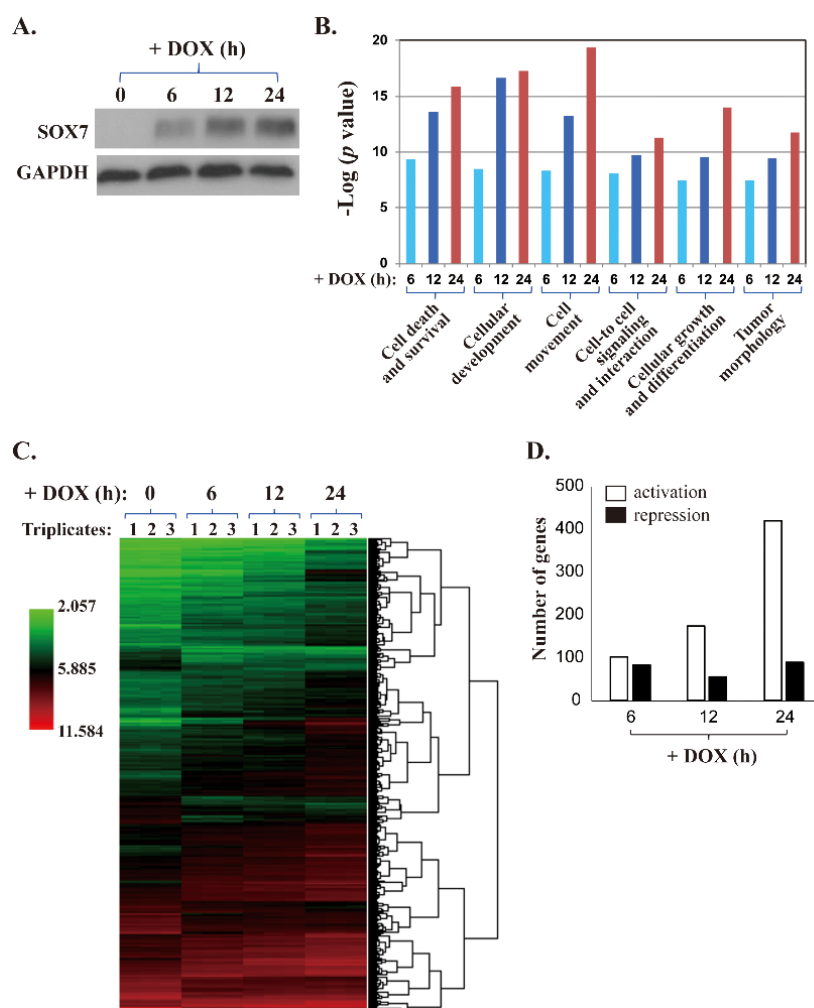 A.
+ DOX (h)
0 6 12 24
SOX7
GAPDH
B.
20
15
10
5
0
-Log (p value)
+ DOX (h): 6 12 24 6 12 24 6 12 24 6 12 24 6 12 24 6 12 24
Cell death
and survival
Cellular
development
Cell
movement
Cell-to cell
signaling
and interaction
Cellular growth
and differentiation
Tumor
morphology
C.
+ DOX (h): 0 6 12 24
Triplicates: 1 2 3 1 2 3 1 2 3 1 2 3
2.057
5.885
11.584
D.
500
400
300
200
100
0
Number of genes
activation
repression
6 12 24
+ DOX (h)